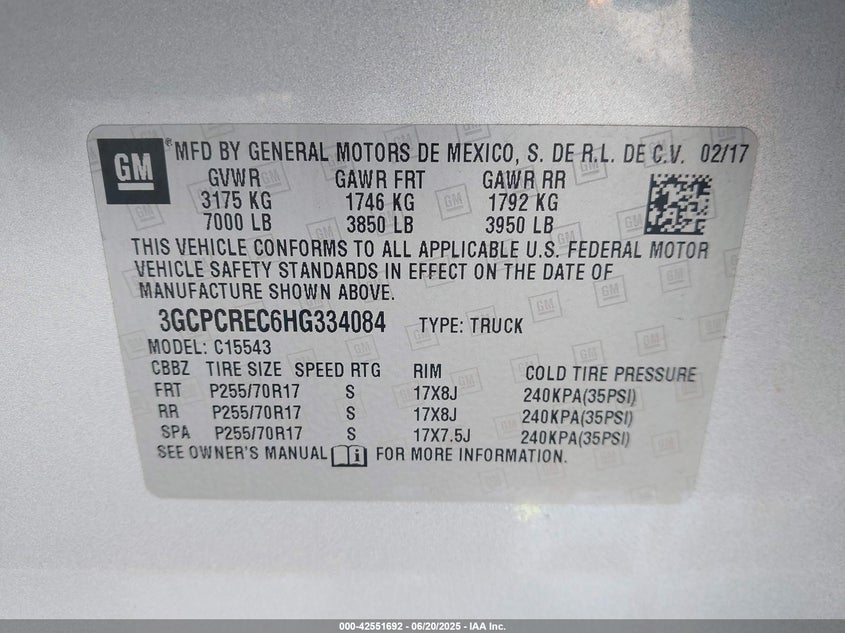 GM ® MFD BY GENERAL MOTORS DE MEXICO, S. DE R.L. DE C.V. 02/17
GVWR GAWR FRT GAWR RR
3175 KG 1746 KG 1792 KG
7000 LB 3850 LB 3950 LB
THIS VEHICLE CONFORMS TO ALL APPLICABLE U.S. FEDERAL MOTOR
VEHICLE SAFETY STANDARDS IN EFFECT ON THE DATE OF
MANUFACTURE SHOWN ABOVE.
3GCPCREC6HG334084 TYPE: TRUCK
MODEL: C15543
CBBZ TIRE SIZE SPEED RTG RIM COLD TIRE PRESSURE
FRT P255/70R17 S 17X8J 240KPA(35PSI)
RR P255/70R17 S 17X8J 240KPA(35PSI)
SPA P255/70R17 S 17X7.5J 240KPA(35PSI)
SEE OWNER'S MANUAL i FOR MORE INFORMATION.
000-42551692 - 06/20/2025 - IAA Inc.